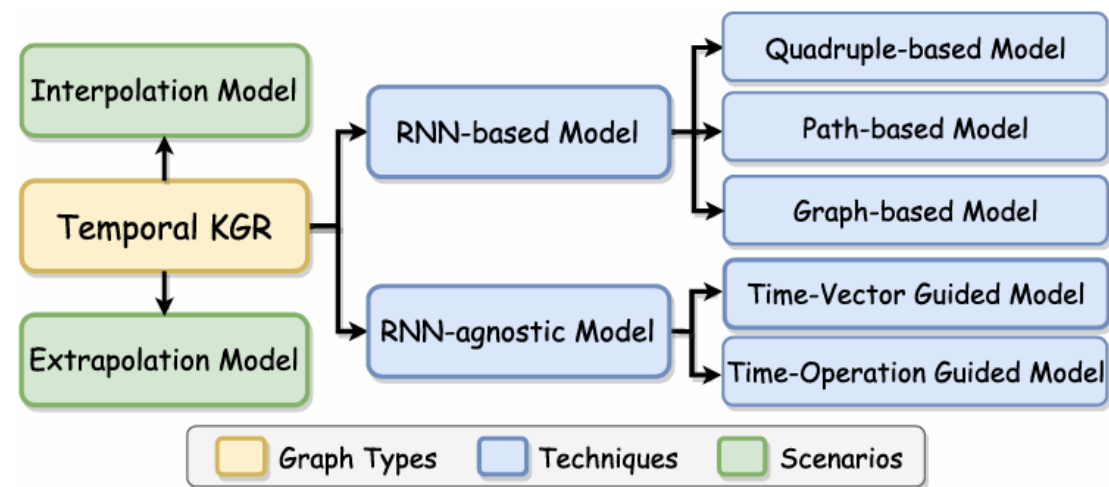 Interpolation Model
Temporal KGR
Extrapolation Model
RNN-based Model
RNN-agnostic Model
Quadruple-based Model
Path-based Model
Graph-based Model
Time-Vector Guided Model
Time-Operation Guided Model
Graph Types
Techniques
Scenarios